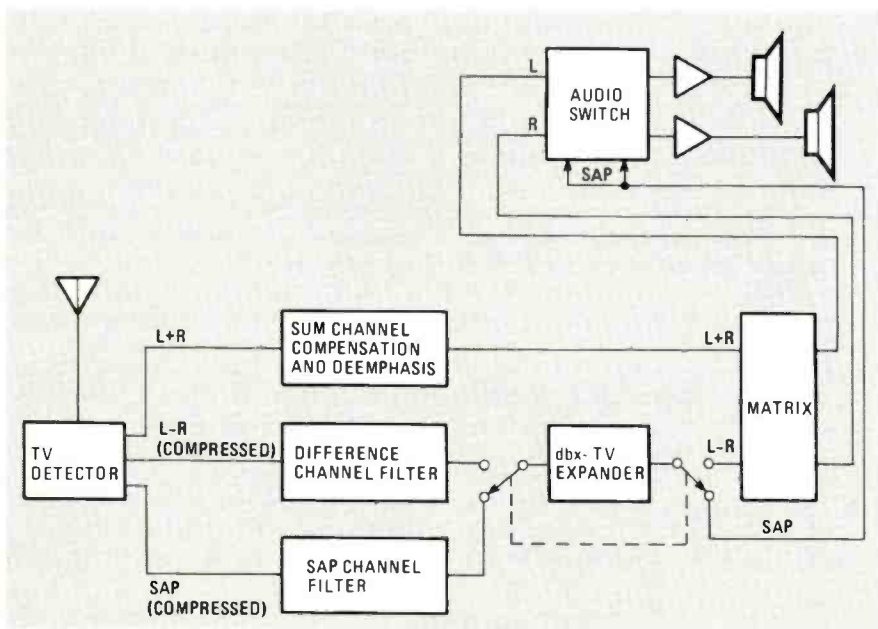 L
AUDIO
SWITCH
R
SAP
L+R
SUM CHANNEL
COMPENSATION
AND DEEMPHASIS
L+R
MATRIX
L–R
(COMPRESSED)
TV
DETECTOR
DIFFERENCE
CHANNEL FILTER
dbx-TV
EXPANDER
L–R
SAP
SAP CHANNEL
FILTER
SAP
(COMPRESSED)